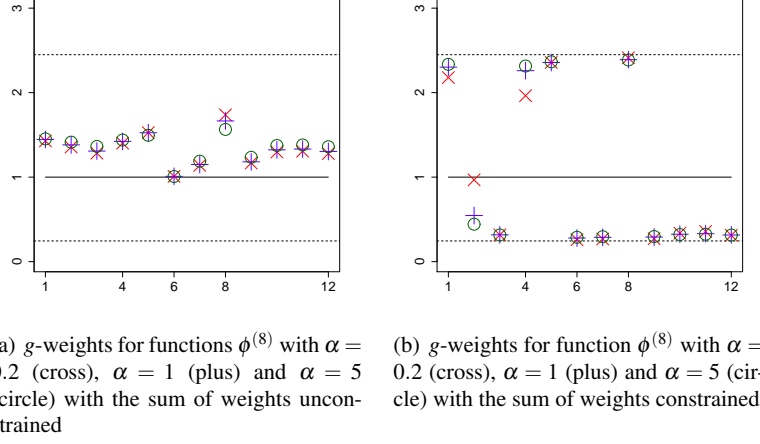 3
2
1
0
1 4 6 8 12
3
2
1
0
1 4 6 8 12
a) g-weights for functions ϕ(8) with α =
0.2 (cross), α = 1 (plus) and α = 5
circle) with the sum of weights uncon-
trained
(b) g-weights for function ϕ(8) with α =
0.2 (cross), α = 1 (plus) and α = 5 (cir-
cle) with the sum of weights constrained